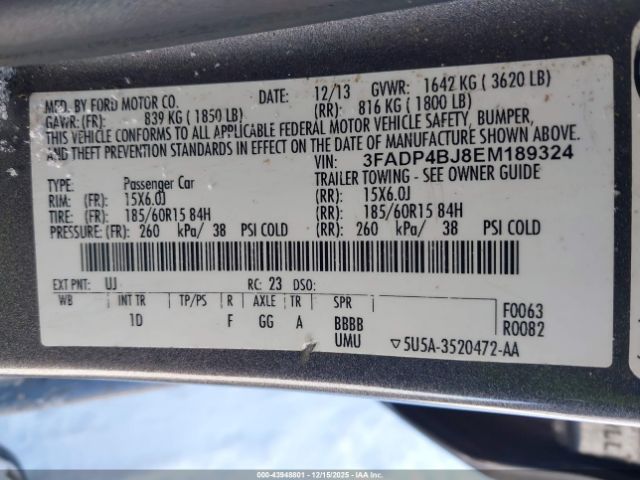 MFD. BY FORD MOTOR CO. DATE: 12/13 GVWR: 1642 KG ( 3620 LB)
GAWR: (FR): 839 KG ( 1850 LB) (RR): 816 KG ( 1800 LB)
THIS VEHICLE CONFORMS TO ALL APPLICABLE FEDERAL MOTOR VEHICLE SAFETY, BUMPER,
AND THEFT PREVENTION STANDARDS IN EFFECT ON THE DATE OF MANUFACTURE SHOWN ABOVE.
VIN: 3FADP4BJ8EM189324
TYPE: Passenger Car TRAILER TOWING - SEE OWNER GUIDE
RIM: (FR): 15X6.0J (RR): 15X6.0J
TIRE: (FR): 185/60R15 84H (RR): 185/60R15 84H
PRESSURE: (FR): 260 kPa/ 38 PSI COLD (RR): 260 kPa/ 38 PSI COLD
EXT PNT: UJ RC: 23 DSO:
WB INT TR TP/PS R AXLE TR SPR
1D F GG A BBBB
UMU
F0063
R0082
▽5U5A-3520472-AA
000-43948801 - 12/15/2025 - COPYRIGHT IAA, LLC.